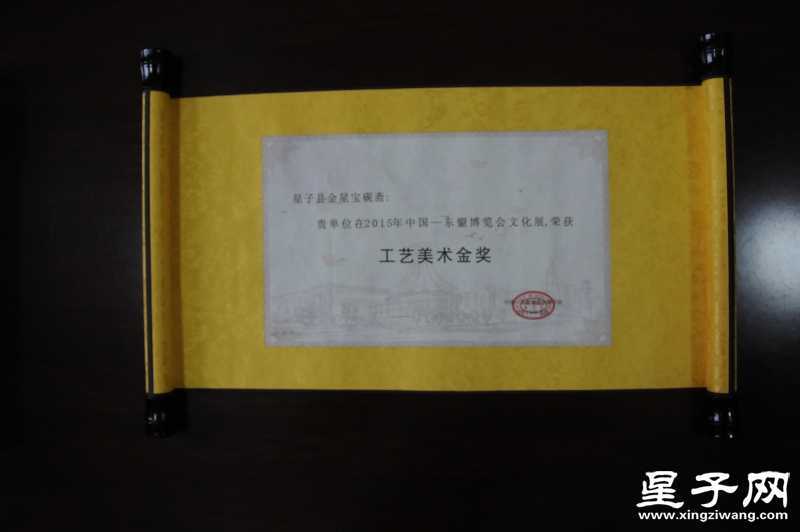 星子县金星宝砚斋:
贵单位在2015年中国—东盟博览会文化展,荣获
工艺美术金奖
星子网
www.xingziwang.com